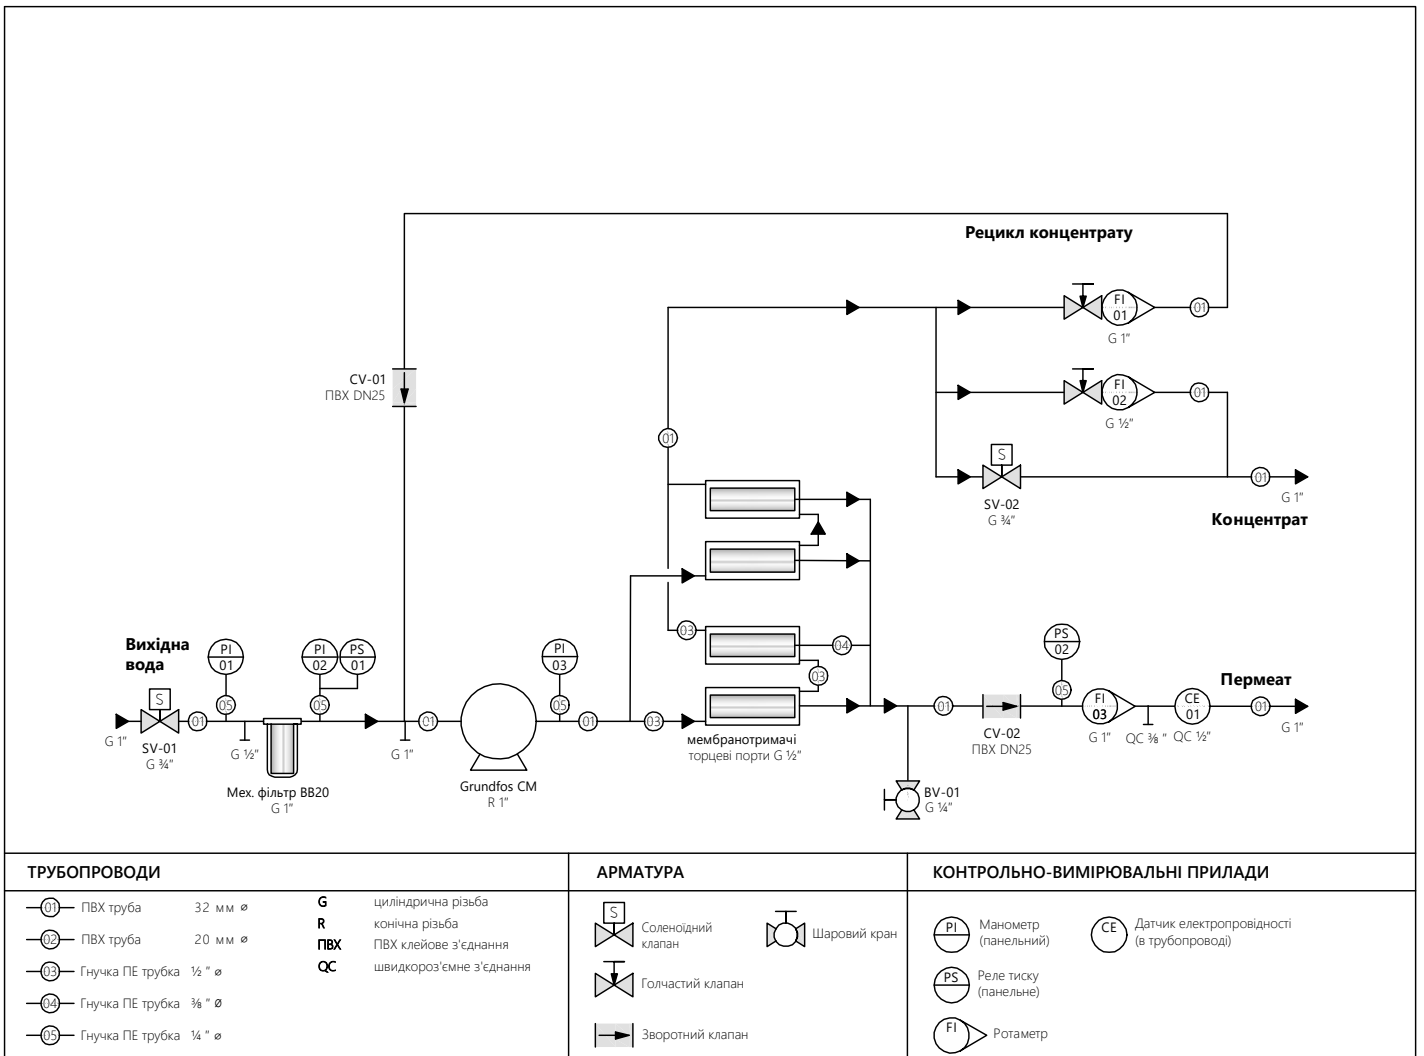 Рецикл концентрату
FI
01
01
G 1"
CV-01
ПВХ DN25
FI
02
01
G ½"
01
S
SV-02
G ¾"
01
G 1"
Концентрат
Вихідна
вода
PI
01
PI
02
PS
01
PI
03
03
04
03
PS
02
Пермеат
S
01
05
05
01
05
01
03
01
05
FI
03
CE
01
01
G 1"
SV-01
G ¾"
G ½"
G 1"
мембранотримачі
торцеві порти G ½"
CV-02
ПВХ DN25
G 1"
QC ⅜ "
QC ½"
G 1"
Мех. фільтр BB20
G 1"
Grundfos CM
R 1"
BV-01
G ¼"
ТРУБОПРОВОДИ
01 ПВХ труба 32 мм ø
02 ПВХ труба 20 мм ø
03 Гнучка ПЕ трубка ½ " ø
04 Гнучка ПЕ трубка ⅜ " ø
05 Гнучка ПЕ трубка ¼ " ø
G циліндрична різьба
R конічна різьба
ПВХ ПВХ клейове з'єднання
QC швидкороз'ємне з'єднання
АРМАТУРА
S
Соленоїдний
клапан
Шаровий кран
Голчастий клапан
Зворотний клапан
КОНТРОЛЬНО-ВИМІРЮВАЛЬНІ ПРИЛАДИ
PI
Манометр
(панельний)
CE
Датчик електропровідності
(в трубопроводі)
PS
Реле тиску
(панельне)
FI
Ротаметр